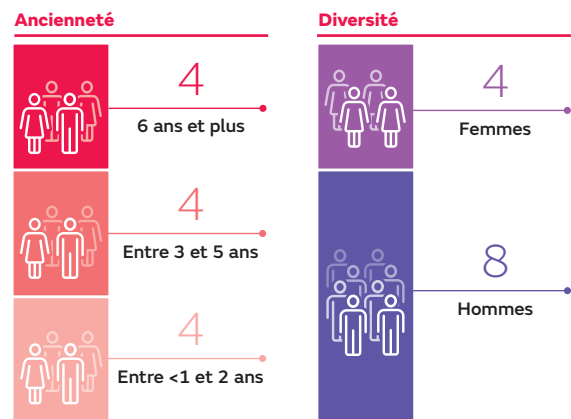 Ancienneté
4
6 ans et plus
4
Entre 3 et 5 ans
4
Entre <1 et 2 ans
Diversité
4
Femmes
8
Hommes